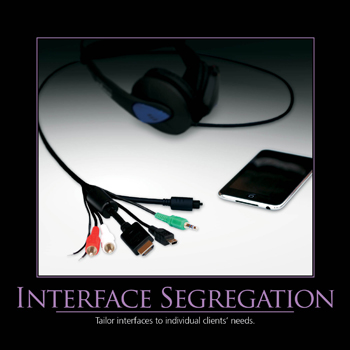 INTERFACE SEGREGATION
Tailor interfaces to individual clients' needs.